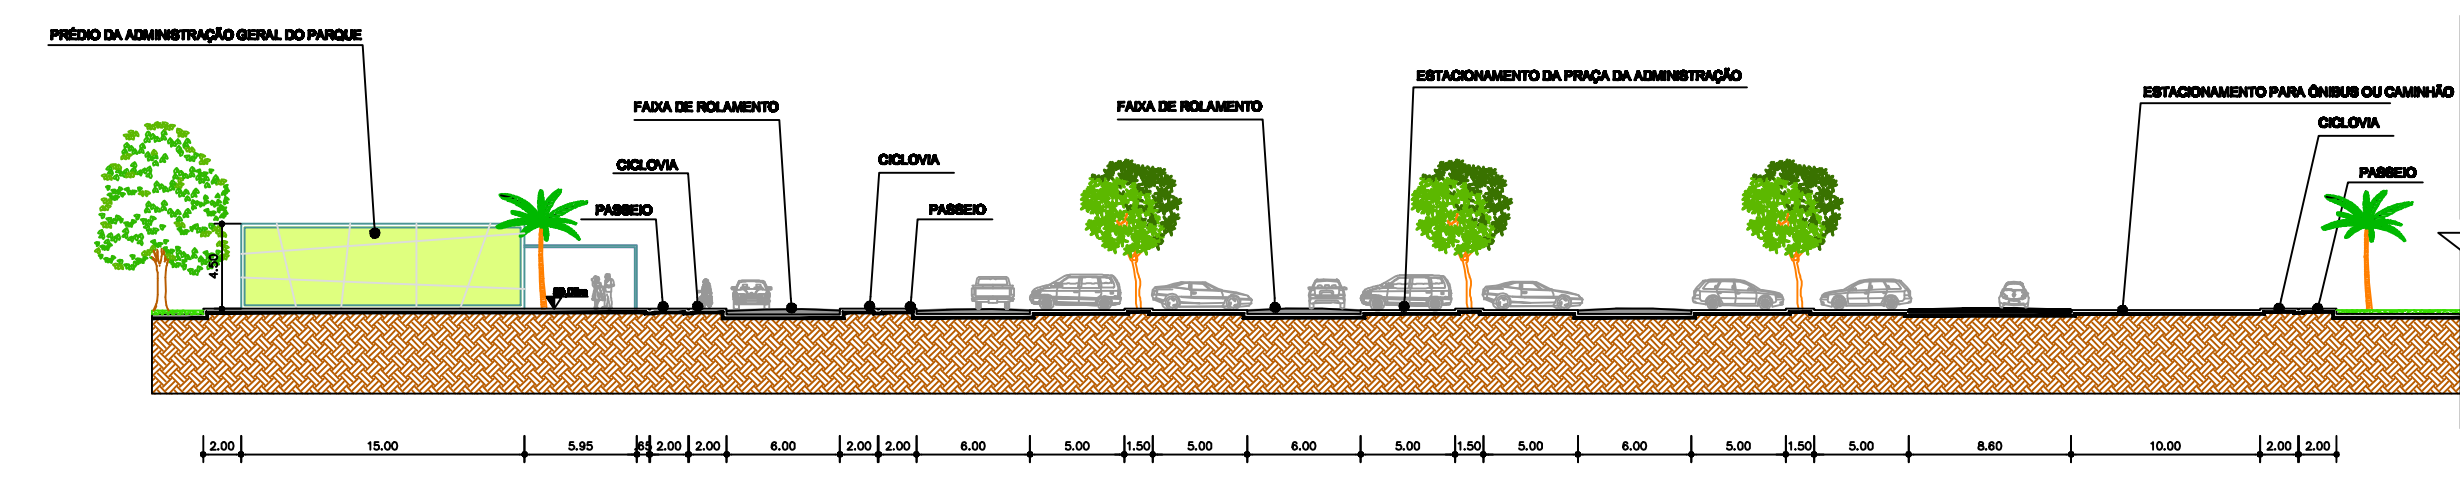 PRÉDIO DA ADMINISTRAÇÃO GERAL DO PARQUE
ESTACIONAMENTO DA PRAÇA DA ADMINISTRAÇÃO
ESTACIONAMENTO PARA ÔNIBUS OU CAMINHÃO
FAIXA DE ROLAMENTO
FAIXA DE ROLAMENTO
CICLOVIA
CICLOVIA
CICLOVIA
PASSEIO
PASSEIO
PASSEIO
4.50
2.00 15.00 5.95 2.00 2.00 6.00 2.00 2.00 6.00 5.00 1.50 5.00 6.00 5.00 1.50 5.00 6.00 5.00 1.50 5.00 8.60 10.00 2.00 2.00